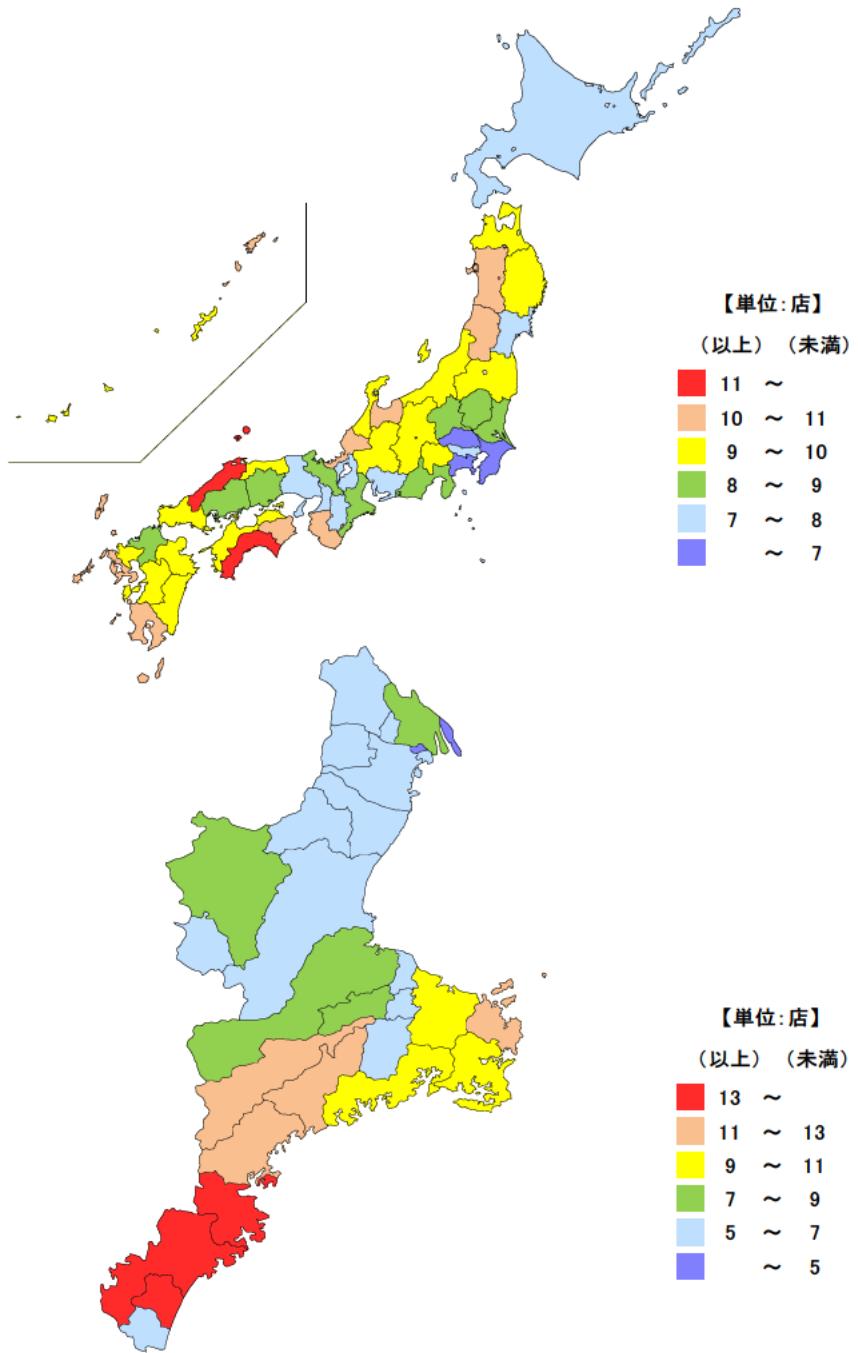 【単位：店】
（以上） （未満）
11 ～
10 ～ 11
9 ～ 10
8 ～ 9
7 ～ 8
～ 7
【単位：店】
（以上） （未満）
13 ～
11 ～ 13
9 ～ 11
7 ～ 9
5 ～ 7
～ 5